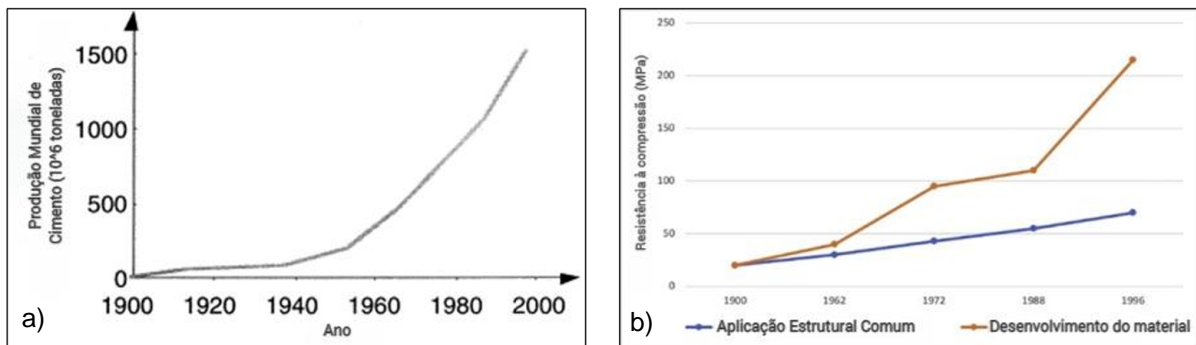 Produção Mundial de
Cimento (10^6 toneladas)
1500
1000
500
0
1900 1920 1940 1960 1980 2000
Ano
a)
Resistência à compressão (MPa)
250
200
150
100
50
0
1900 1962 1972 1988 1996
Aplicação Estrutural Comum Desenvolvimento do material
b)